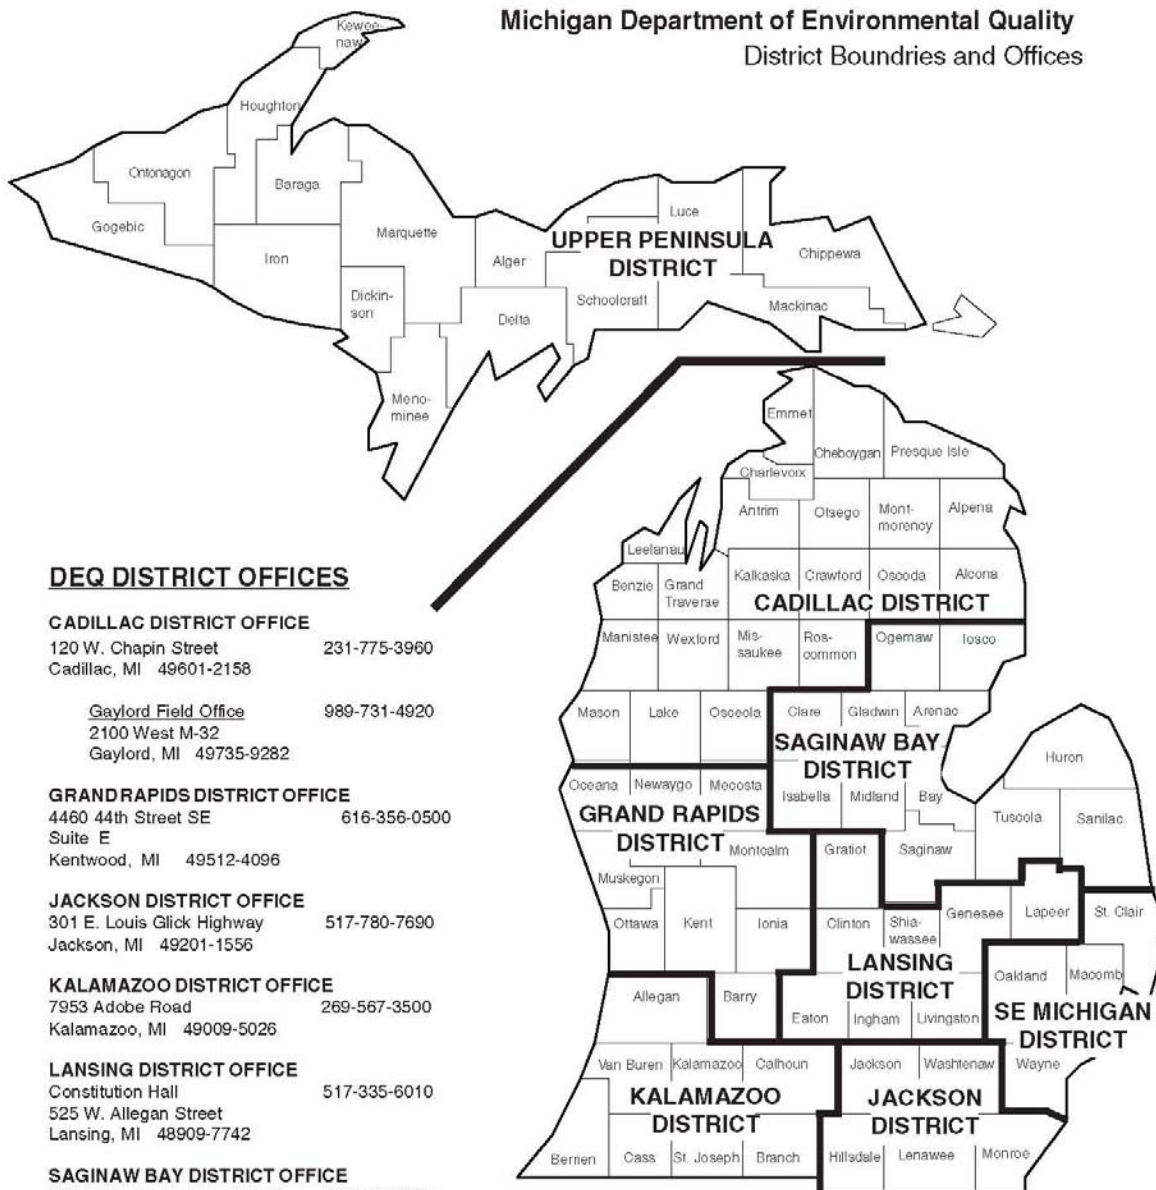 Michigan Department of Environmental Quality
District Boundries and Offices
Kewee-
naw
Houghton
Ontonagon
Baraga
Gogebic
Iron
Marquette
Dickin-
son
Alger
Luce
UPPER PENINSULA
DISTRICT
Chippewa
Schoolcraft
Mackinac
Delta
Meno-
minee
Emmet
Cheboygan
Presque Isle
Charlevoix
Antrim
Otsego
Mont-
morency
Alpena
Leelanau
Benzie
Grand
Traverse
Kalkaska
Crawford
Oscoda
Alcona
CADILLAC DISTRICT
Manistee
Wexford
Mis-
saukee
Ros-
common
Ogemaw
Iosco
Mason
Lake
Osceola
Clare
Gladwin
Arenac
SAGINAW BAY
DISTRICT
Huron
Oceana
Newaygo
Mecosta
Isabella
Midland
Bay
Tuscola
Sanilac
GRAND RAPIDS
DISTRICT
Montcalm
Gratiot
Saginaw
Muskegon
Ottawa
Kent
Ionia
Clinton
Shia-
wassee
Genesee
Lapeer
St. Clair
LANSING
DISTRICT
Oakland
Macomb
Allegan
Barry
Eaton
Ingham
Livingston
SE MICHIGAN
DISTRICT
Van Buren
Kalamazoo
Calhoun
Jackson
Washtenaw
Wayne
KALAMAZOO
DISTRICT
JACKSON
DISTRICT
Berrien
Cass
St. Joseph
Branch
Hillsdale
Lenawee
Monroe
DEQ DISTRICT OFFICES
CADILLAC DISTRICT OFFICE
120 W. Chapin Street 231-775-3960
Cadillac, MI 49601-2158
Gaylord Field Office 989-731-4920
2100 West M-32
Gaylord, MI 49735-9282
GRAND RAPIDS DISTRICT OFFICE
4460 44th Street SE 616-356-0500
Suite E
Kentwood, MI 49512-4096
JACKSON DISTRICT OFFICE
301 E. Louis Glick Highway 517-780-7690
Jackson, MI 49201-1556
KALAMAZOO DISTRICT OFFICE
7953 Adobe Road 269-567-3500
Kalamazoo, MI 49009-5026
LANSING DISTRICT OFFICE
Constitution Hall 517-335-6010
525 W. Allegan Street
Lansing, MI 48909-7742
SAGINAW BAY DISTRICT OFFICE